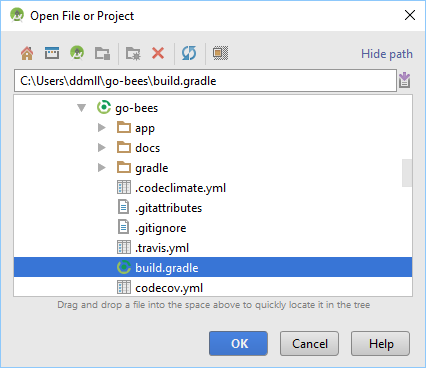 Open File or Project
Hide path
C:\Users\ddmll\go-bees\build.gradle
go-bees
app
docs
gradle
.codeclimate.yml
.gitattributes
.gitignore
.travis.yml
build.gradle
codecov.yml
Drag and drop a file into the space above to quickly locate it in the tree
OK
Cancel
Help